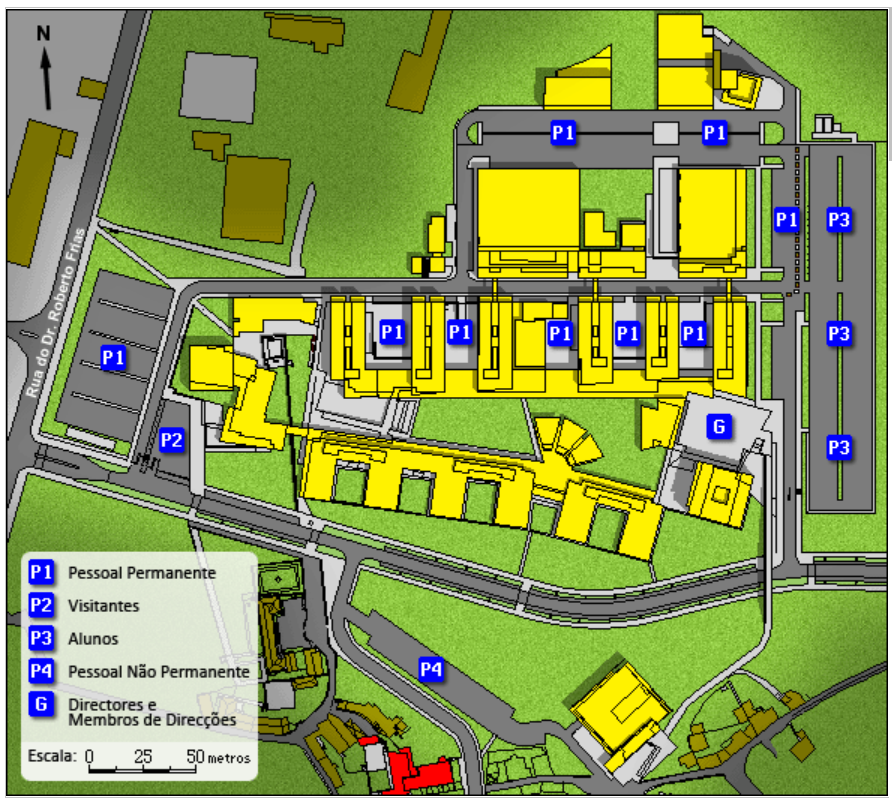 N
P1
P1
P1
P3
Rua do Dr. Roberto Frias
P1
P1
P1
P1
P1
P3
P1
P2
G
P3
P1 Pessoal Permanente
P2 Visitantes
P3 Alunos
P4 Pessoal Não Permanente
G Directores e
Membros de Direcções
P4
Escala: 0 25 50 metros